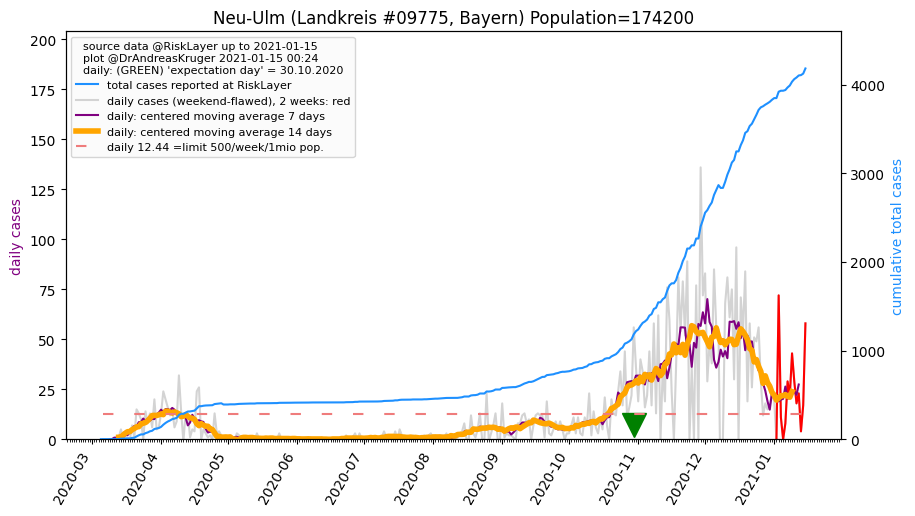 Neu-Ulm (Landkreis #09775, Bayern) Population=174200
source data @RiskLayer up to 2021-01-15
plot @DrAndreasKruger 2021-01-15 00:24
daily: (GREEN) 'expectation day' = 30.10.2020
total cases reported at RiskLayer
daily cases (weekend-flawed), 2 weeks: red
daily: centered moving average 7 days
daily: centered moving average 14 days
daily 12.44 =limit 500/week/1mio pop.
daily cases
200
175
150
125
100
75
50
25
0
4000
3000
2000
1000
0
cumulative total cases
2020-03
2020-04
2020-05
2020-06
2020-07
2020-08
2020-09
2020-10
2020-11
2020-12
2021-01